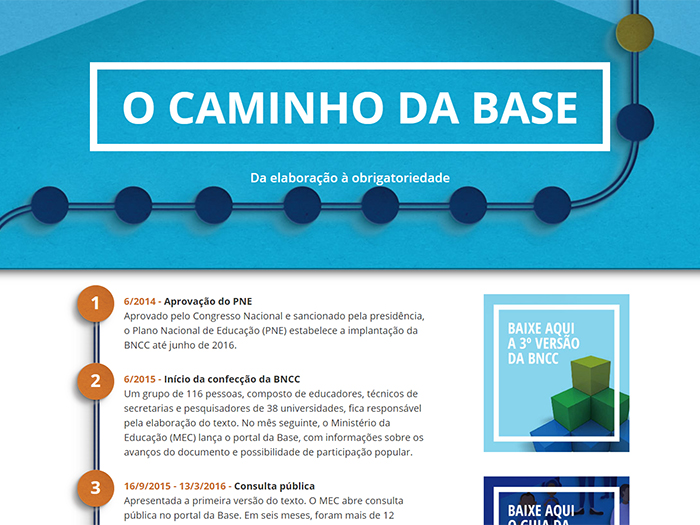 O CAMINHO DA BASE
Da elaboração à obrigatoriedade
1
6/2014 - Aprovação do PNE
Aprovado pelo Congresso Nacional e sancionado pela presidência,
o Plano Nacional de Educação (PNE) estabelece a implantação da
BNCC até junho de 2016.
2
6/2015 - Início da confecção da BNCC
Um grupo de 116 pessoas, composto de educadores, técnicos de
secretarias e pesquisadores de 38 universidades, fica responsável
pela elaboração do texto. No mês seguinte, o Ministério da
Educação (MEC) lança o portal da Base, com informações sobre os
avanços do documento e possibilidade de participação popular.
3
16/9/2015 - 13/3/2016 - Consulta pública
Apresentada a primeira versão do texto. O MEC abre consulta
pública no portal da Base. Em seis meses, foram mais de 12
BAIXE AQUI
A 3ª VERSÃO
DA BNCC
BAIXE AQUI
O GUIA DA